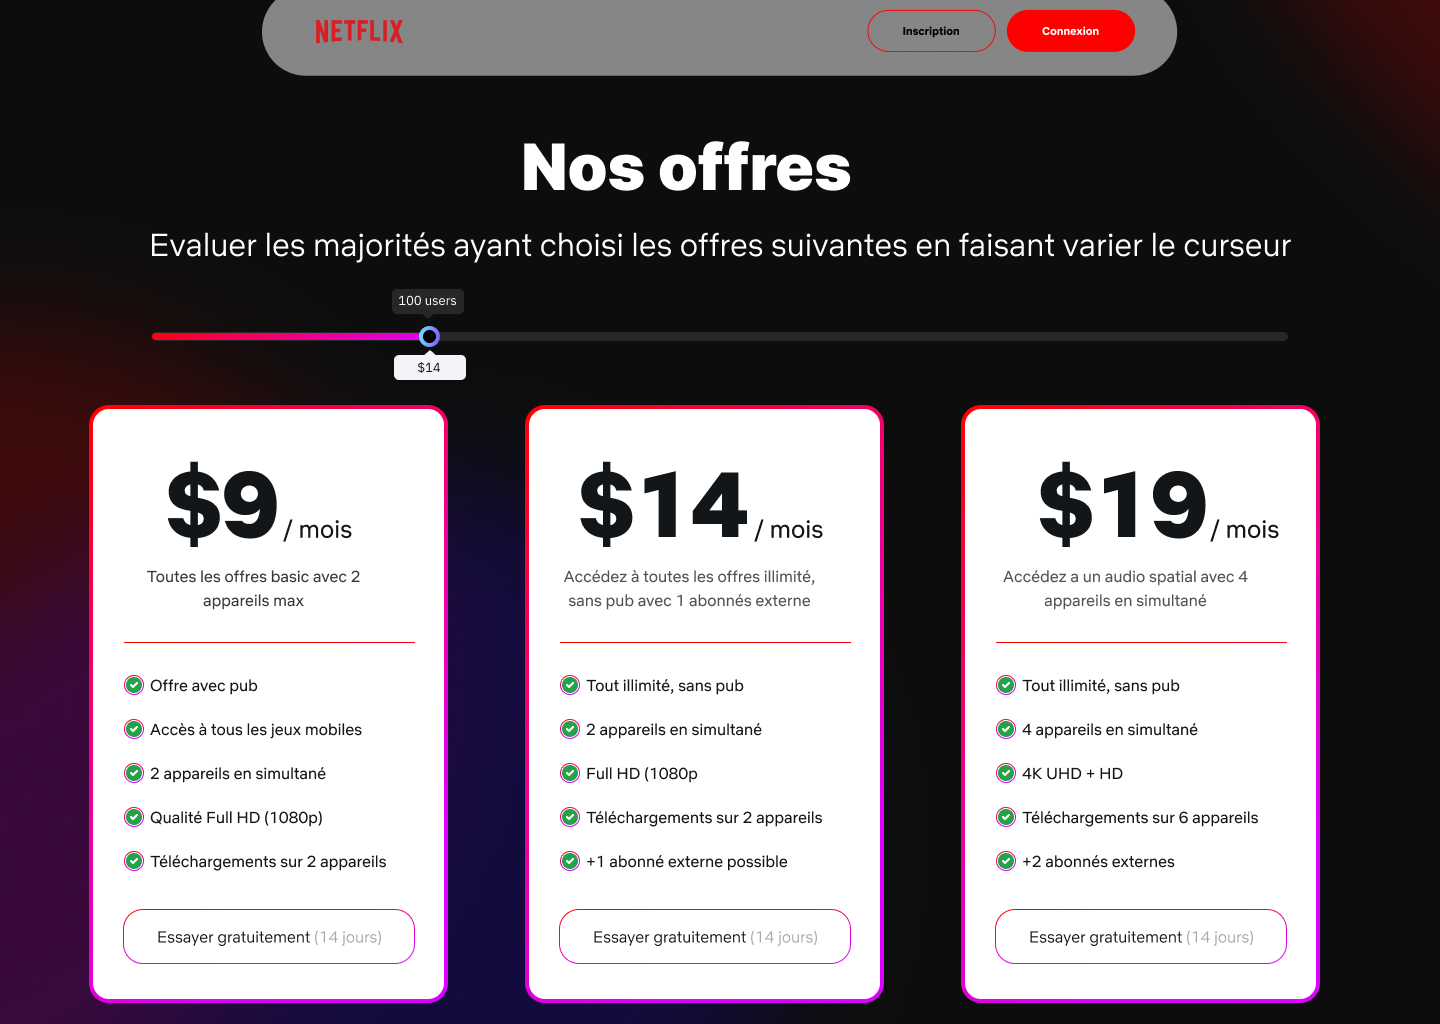 NETFLIX
Inscription
Connexion
Nos offres
Evaluer les majorités ayant choisi les offres suivantes en faisant varier le curseur
100 users
$14
$9 / mois
Toutes les offres basic avec 2
appareils max
Offre avec pub
Accès à tous les jeux mobiles
2 appareils en simultané
Qualité Full HD (1080p)
Téléchargements sur 2 appareils
Essayer gratuitement (14 jours)
$14 / mois
Accédez à toutes les offres illimité,
sans pub avec 1 abonnés externe
Tout illimité, sans pub
2 appareils en simultané
Full HD (1080p
Téléchargements sur 2 appareils
+1 abonné externe possible
Essayer gratuitement (14 jours)
$19 / mois
Accédez a un audio spatial avec 4
appareils en simultané
Tout illimité, sans pub
4 appareils en simultané
4K UHD + HD
Téléchargements sur 6 appareils
+2 abonnés externes
Essayer gratuitement (14 jours)